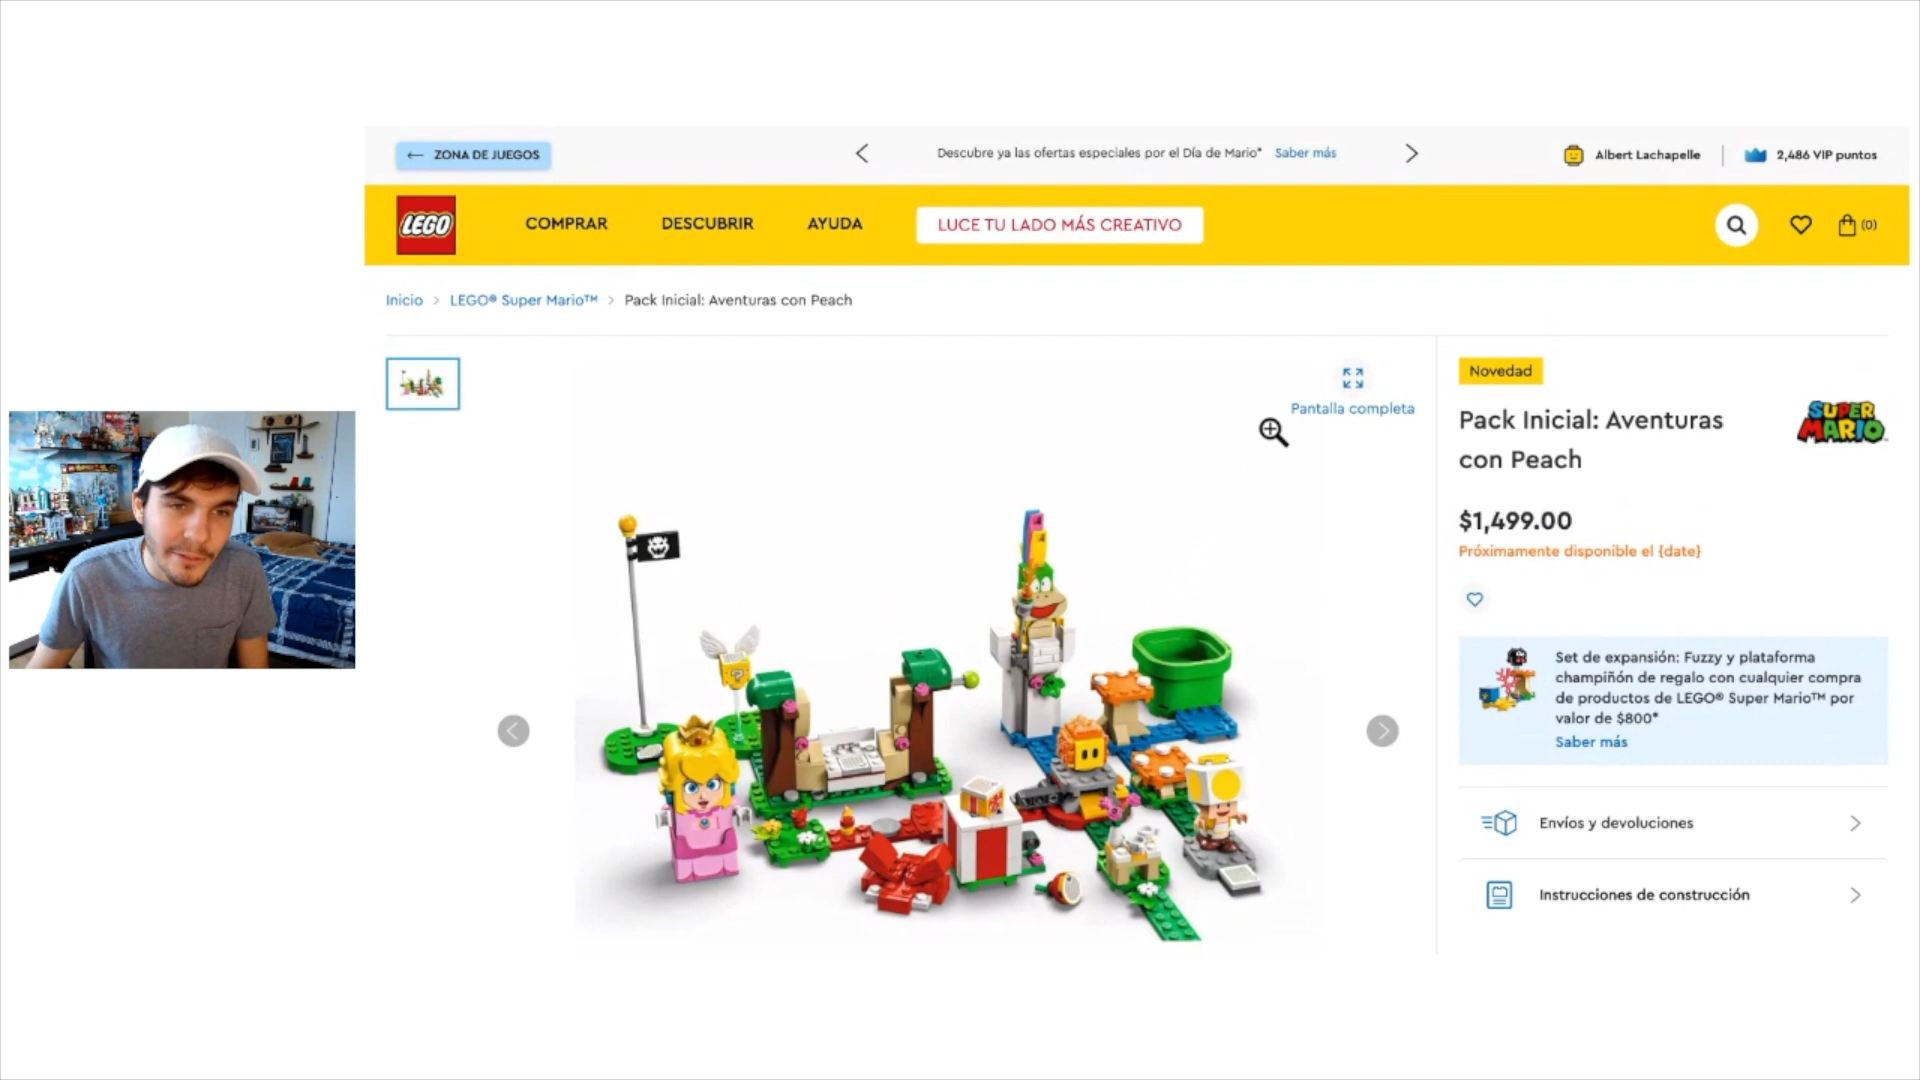 ← ZONA DE JUEGOS
Descubre ya las ofertas especiales por el Día de Mario* Saber más
Albert Lachapelle
2,486 VIP puntos
LEGO
COMPRAR
DESCUBRIR
AYUDA
LUCE TU LADO MÁS CREATIVO
(0)
Inicio > LEGO® Super Mario™ > Pack Inicial: Aventuras con Peach
Pantalla completa
Novedad
Pack Inicial: Aventuras
con Peach
SUPER
MARIO
$1,499.00
Próximamente disponible el {date}
Set de expansión: Fuzzy y plataforma
champiñón de regalo con cualquier compra
de productos de LEGO® Super Mario™ por
valor de $800*
Saber más
Envíos y devoluciones
Instrucciones de construcción
?